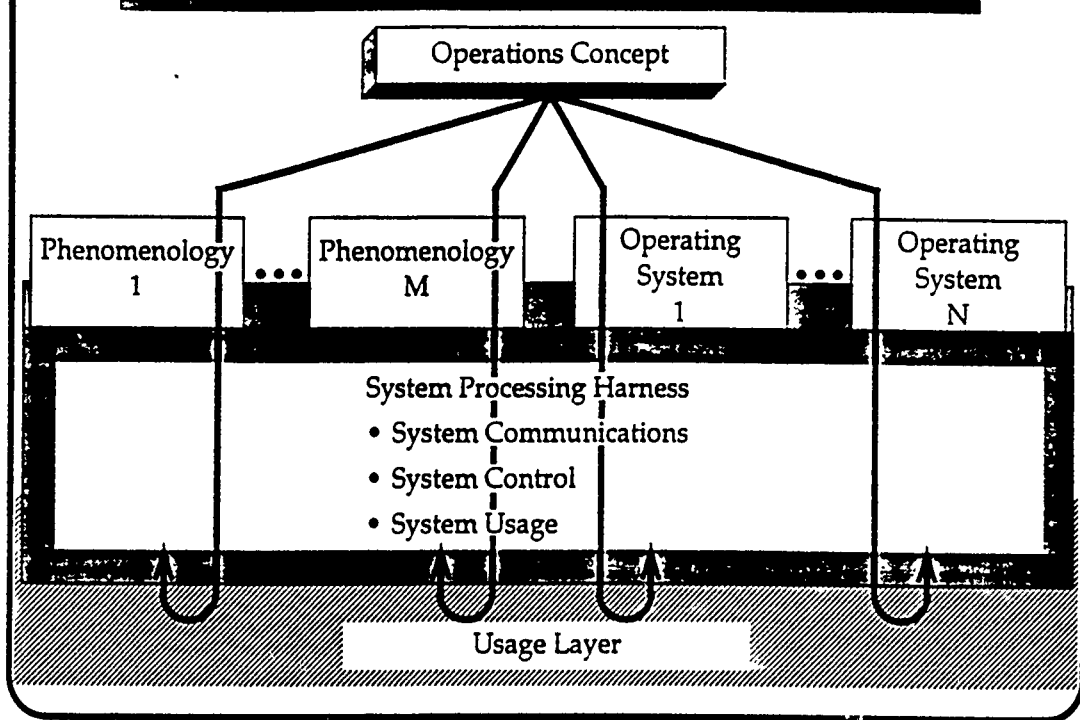 Operations Concept
Phenomenology
1
•••
Phenomenology
M
Operating
System
1
•••
Operating
System
N
System Processing Harness
• System Communications
• System Control
• System Usage
Usage Layer